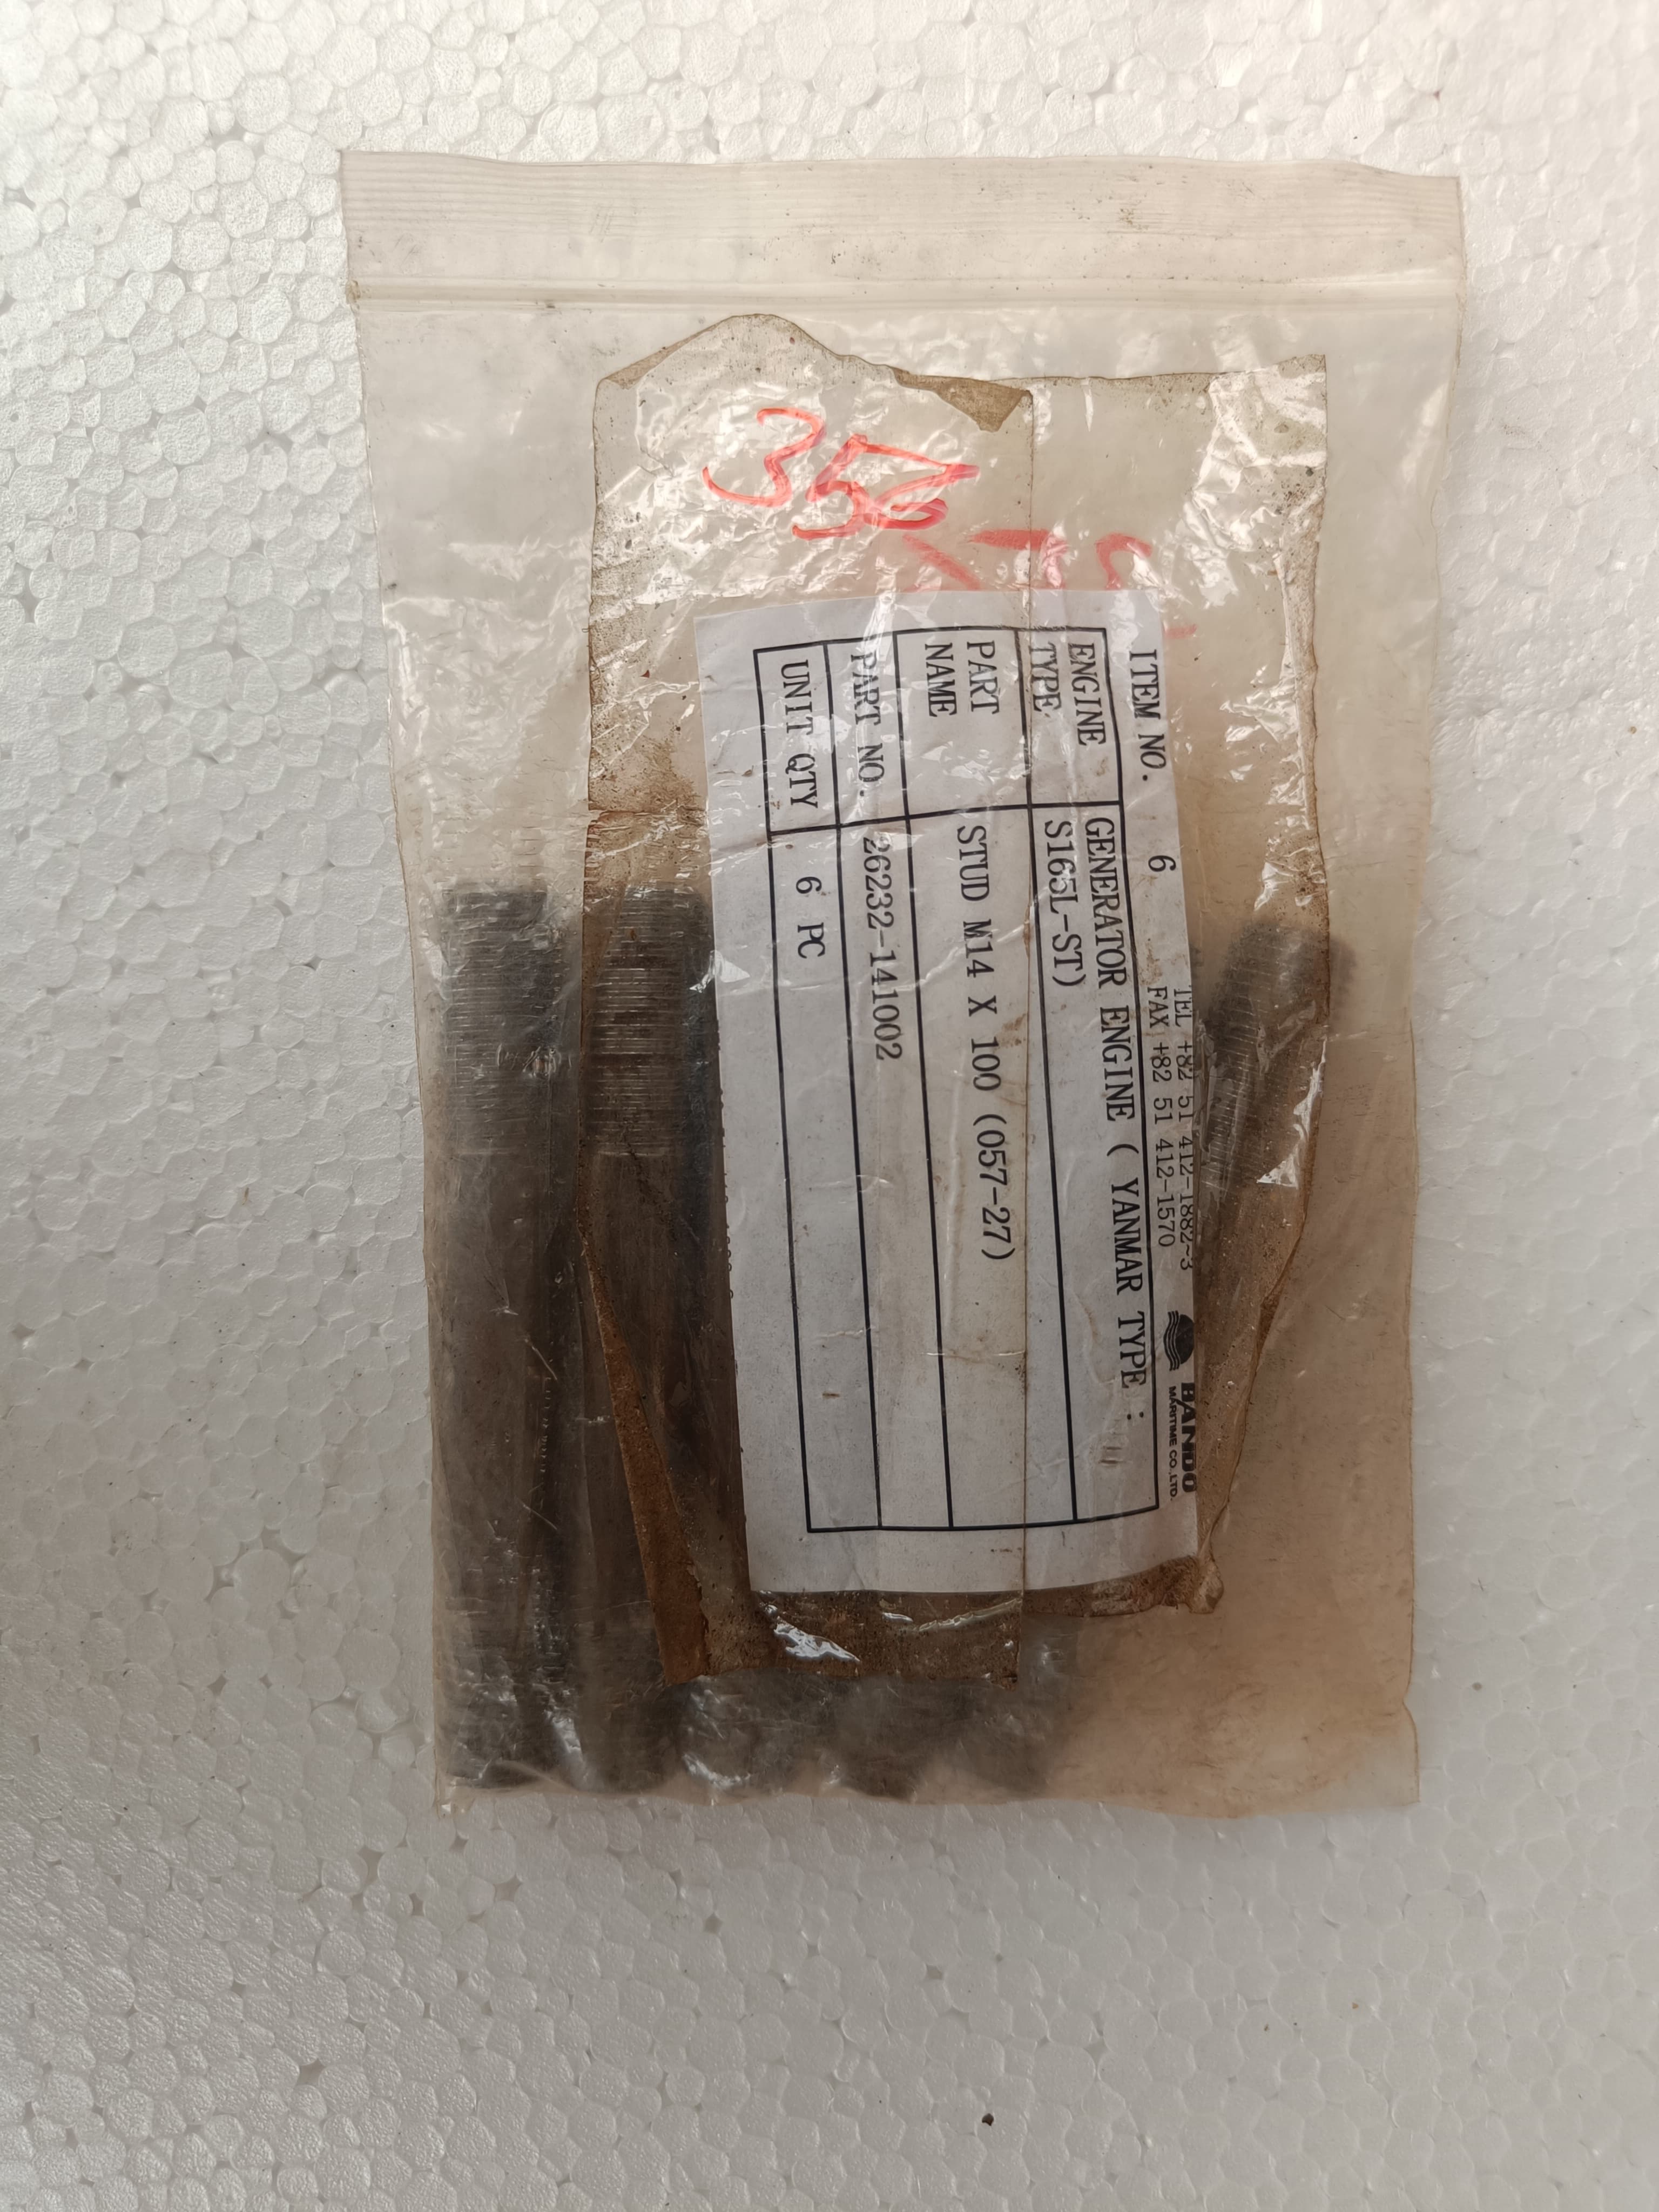 356
BANDO
MARITIME CO.,LTD.
TEL +82 51 412-1882~3
FAX +82 51 412-1570
ITEM NO. 6
ENGINE TYPE GENERATOR ENGINE ( YANMAR TYPE :
S165L-ST)
PART NAME STUD M14 X 100 (057-27)
PART NO. 26232-141002
UNIT QTY 6 PC